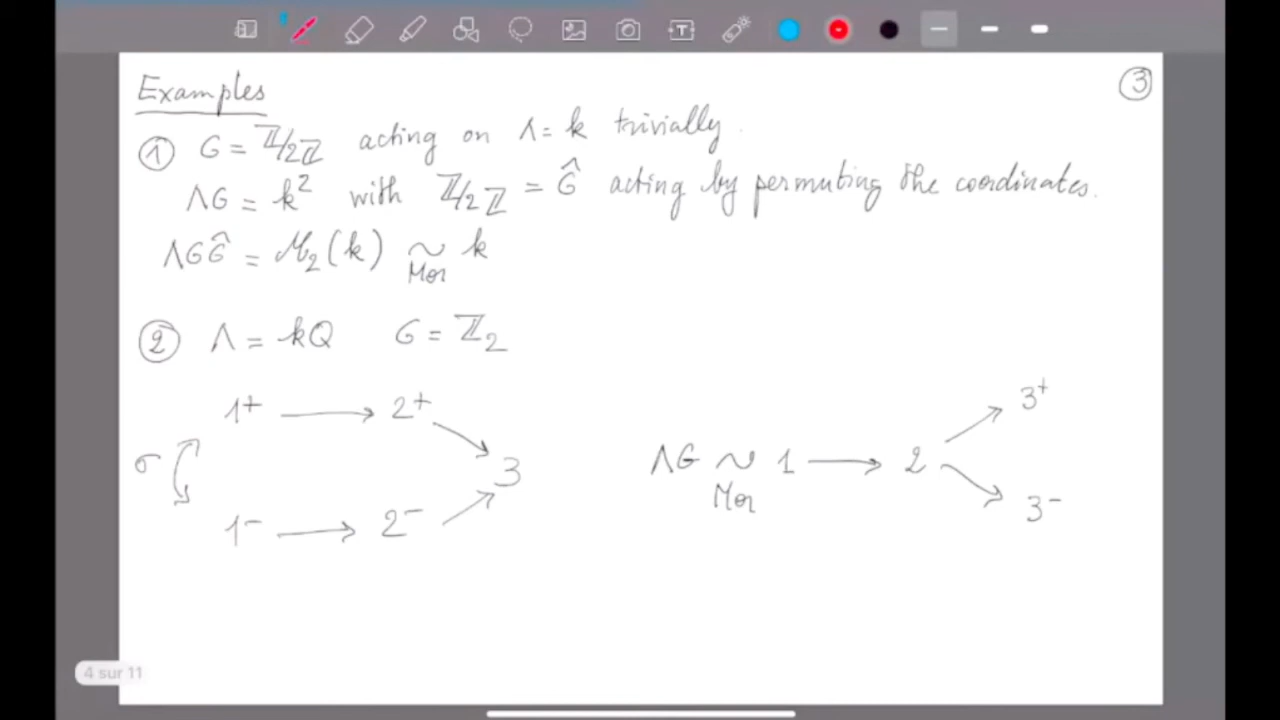 Examples
③
① G = ℤ/2ℤ acting on Λ = k trivially.
ΛG = k² with ℤ/2ℤ = Ĝ acting by permuting the coordinates.
ΛGĜ = M₂(k) ~ k
Mor
② Λ = kQ G = ℤ₂
1⁺ → 2⁺
σ 3
1⁻ → 2⁻
3⁺
ΛG ~ 1 → 2
Mor
3⁻
4 sur 11